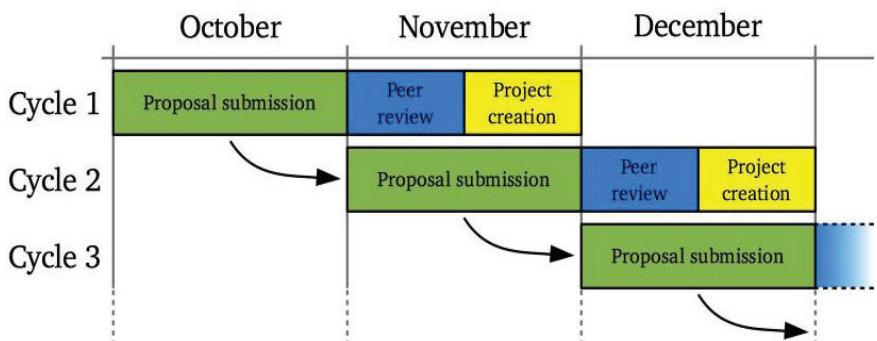 October November December
Cycle 1 Proposal submission Peer review Project creation
Cycle 2 Proposal submission Peer review Project creation
Cycle 3 Proposal submission